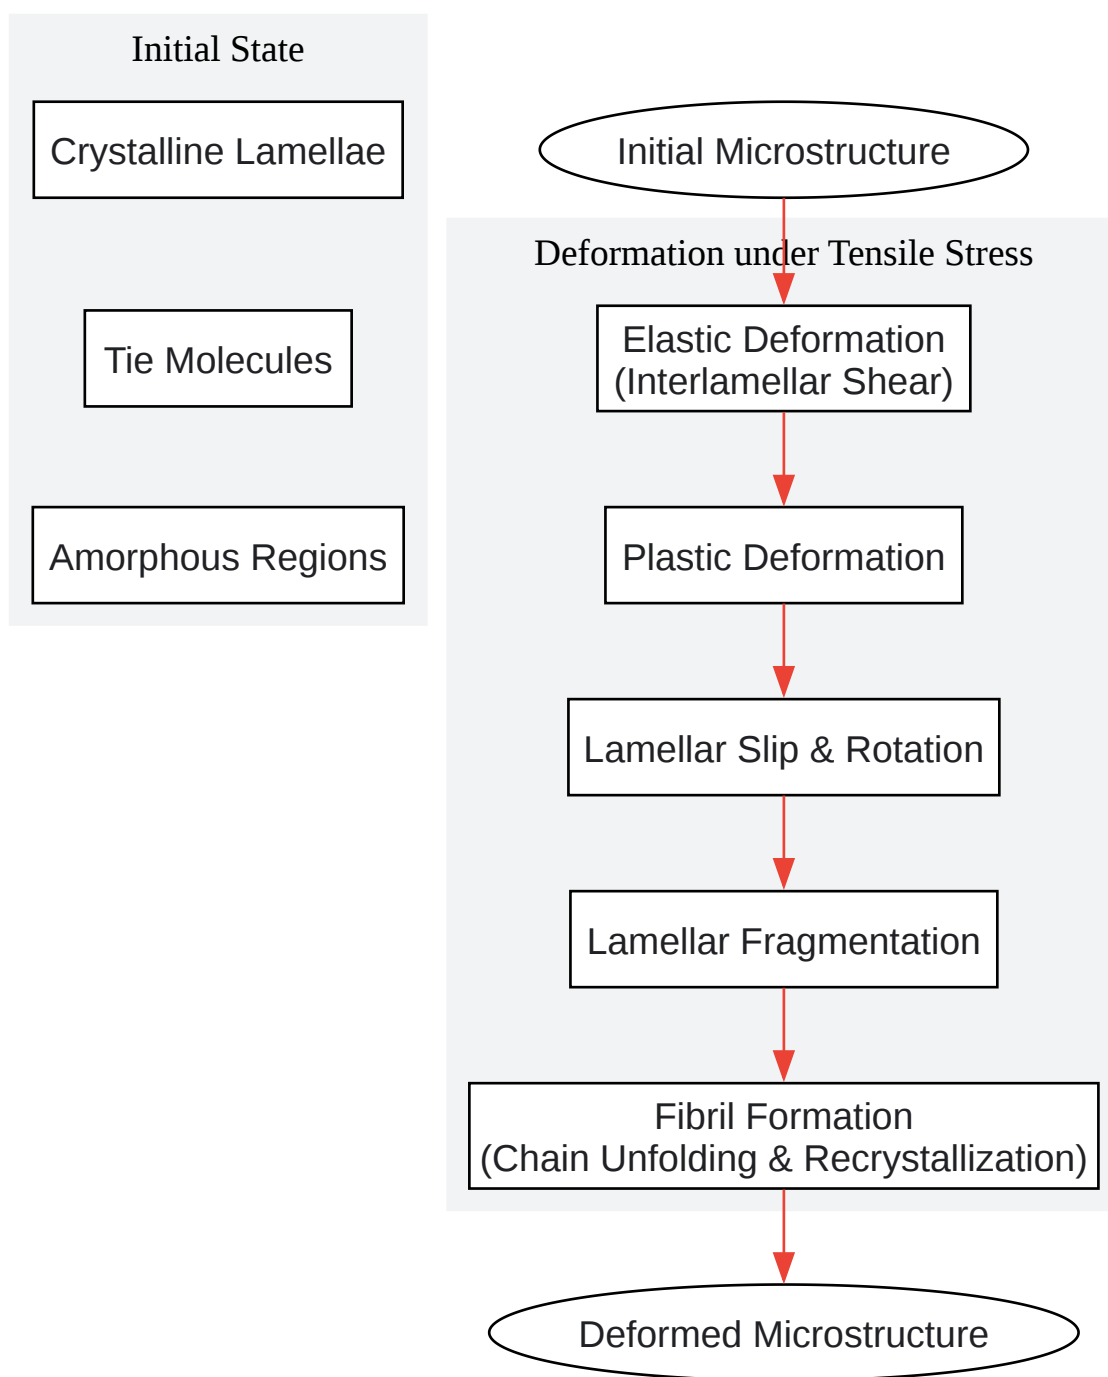 Initial State
Crystalline Lamellae
Tie Molecules
Amorphous Regions
Initial Microstructure
Deformation under Tensile Stress
Elastic Deformation
(Interlamellar Shear)
Plastic Deformation
Lamellar Slip & Rotation
Lamellar Fragmentation
Fibril Formation
(Chain Unfolding & Recrystallization)
Deformed Microstructure